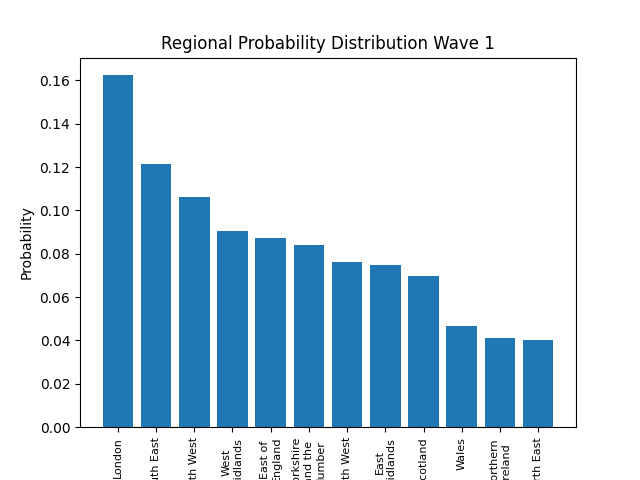 Regional Probability Distribution Wave 1
Probability
0.16
0.14
0.12
0.10
0.08
0.06
0.04
0.02
0.00
London
uth East
th West
West
idlands
East of
England
orkshire
and the
umber
th West
East
idlands
cotland
Wales
orthern
reland
rth East